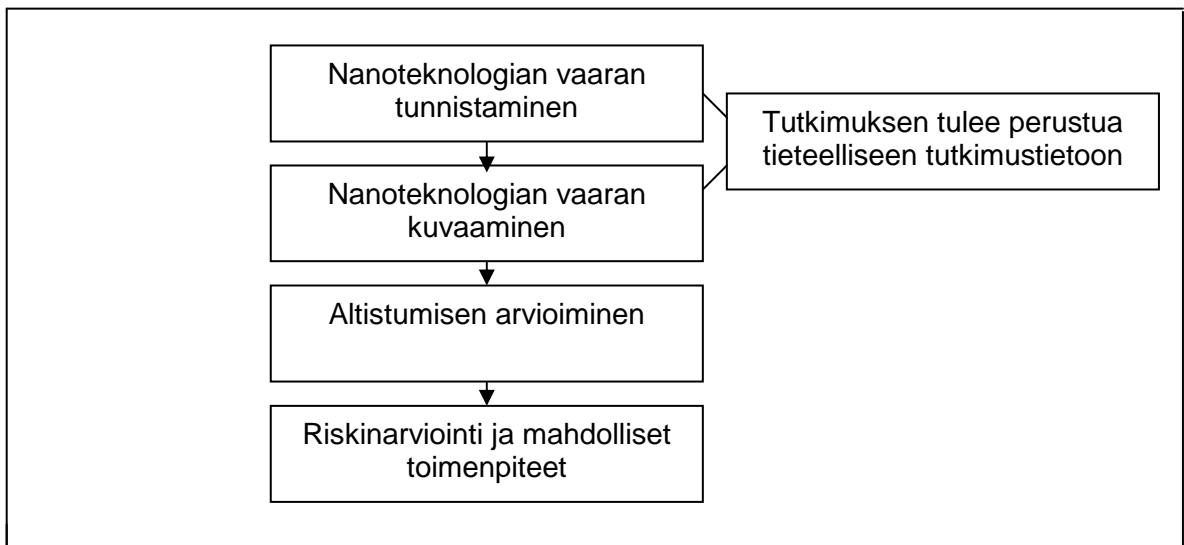 Nanoteknologian vaaran
tunnistaminen
Tutkimuksen tulee perustua
tieteelliseen tutkimustietoon
Nanoteknologian vaaran
kuvaaminen
Altistumisen arvioiminen
Riskinarviointi ja mahdolliset
toimenpiteet